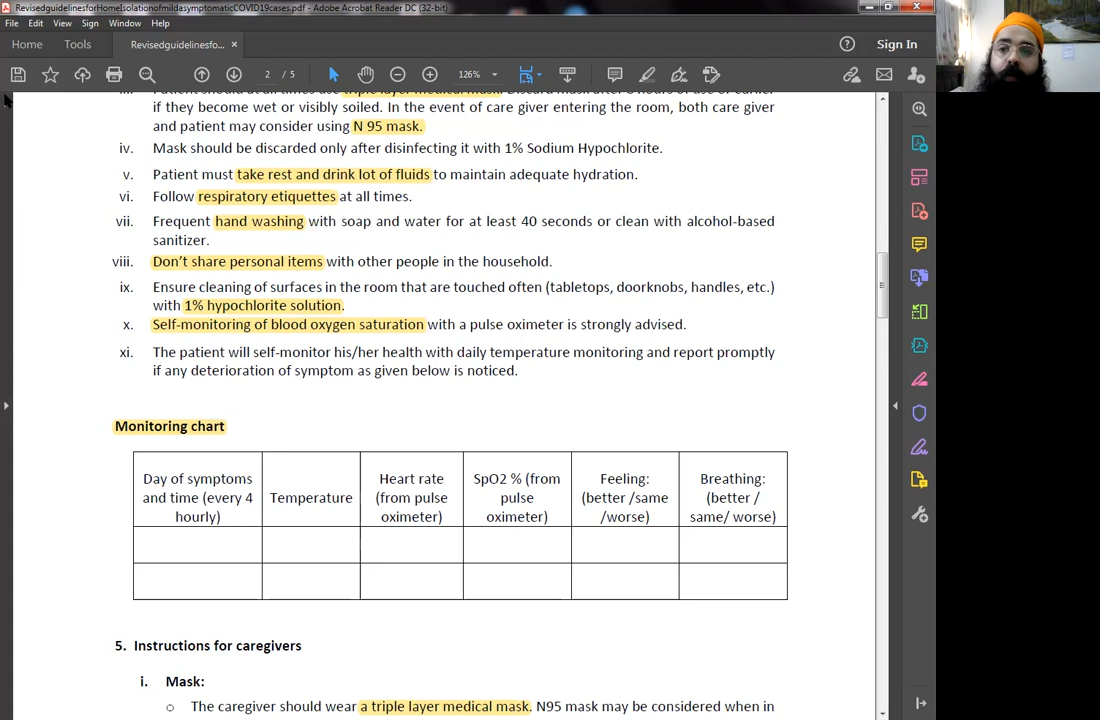 RevisedguidelinesforHomeIsolationofmildasymptomaticCOVID19cases.pdf - Adobe Acrobat Reader DC (32-bit)
File Edit View Sign Window Help
Home Tools Revisedguidelinesfo... × Sign In
2 / 5 126%
if they become wet or visibly soiled. In the event of care giver entering the room, both care giver
and patient may consider using N 95 mask.
iv. Mask should be discarded only after disinfecting it with 1% Sodium Hypochlorite.
v. Patient must take rest and drink lot of fluids to maintain adequate hydration.
vi. Follow respiratory etiquettes at all times.
vii. Frequent hand washing with soap and water for at least 40 seconds or clean with alcohol-based
sanitizer.
viii. Don't share personal items with other people in the household.
ix. Ensure cleaning of surfaces in the room that are touched often (tabletops, doorknobs, handles, etc.)
with 1% hypochlorite solution.
x. Self-monitoring of blood oxygen saturation with a pulse oximeter is strongly advised.
xi. The patient will self-monitor his/her health with daily temperature monitoring and report promptly
if any deterioration of symptom as given below is noticed.
Monitoring chart
Day of symptoms and time (every 4 hourly) Temperature Heart rate (from pulse oximeter) SpO2 % (from pulse oximeter) Feeling: (better /same /worse) Breathing: (better / same/ worse)
5. Instructions for caregivers
i. Mask:
o The caregiver should wear a triple layer medical mask. N95 mask may be considered when in